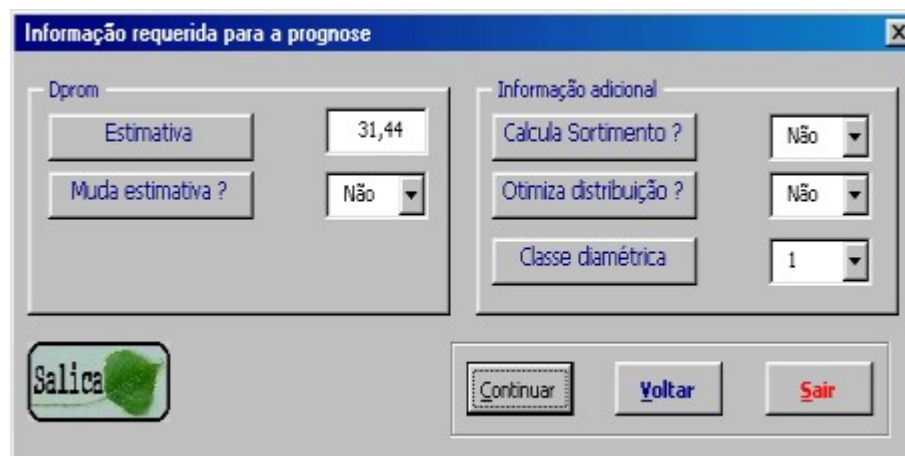 Informação requerida para a prognose
Dprom
Estimativa 31,44
Muda estimativa ? Não
Informação adicional
Calcula Sortimento ? Não
Otimiza distribuição ? Não
Classe diamétrica 1
Salica
Continuar Voltar Sair